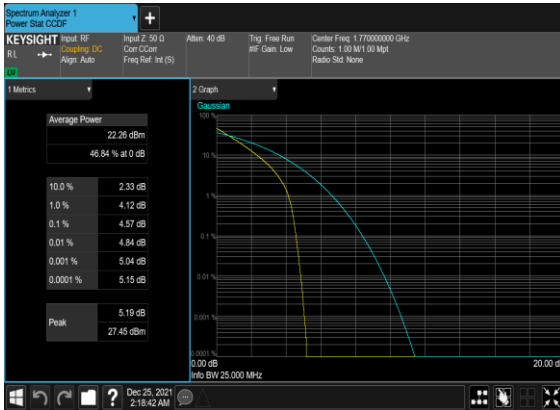 Spectrum Analyzer 1
Power Stat CCDF
+
KEYSIGHT
RL
Input: RF
Coupling: DC
Align: Auto
Input Z: 50 Ω
Corr CCorr
Freq Ref: Int (S)
Atten: 40 dB
Trig: Free Run
#IF Gain: Low
Center Freq: 1.770000000 GHz
Counts: 1.00 M/1.00 Mpt
Radio Std: None
1 Metrics
Average Power
22.26 dBm
46.84 % at 0 dB
10.0 % 2.33 dB
1.0 % 4.12 dB
0.1 % 4.57 dB
0.01 % 4.84 dB
0.001 % 5.04 dB
0.0001 % 5.15 dB
Peak
5.19 dB
27.45 dBm
2 Graph
Gaussian
100 %
10 %
1 %
0.1 %
0.01 %
0.001 %
0.0001 %
0.00 dB
20.00 d
Info BW 25.000 MHz
?
Dec 25, 2021
2:18:42 AM